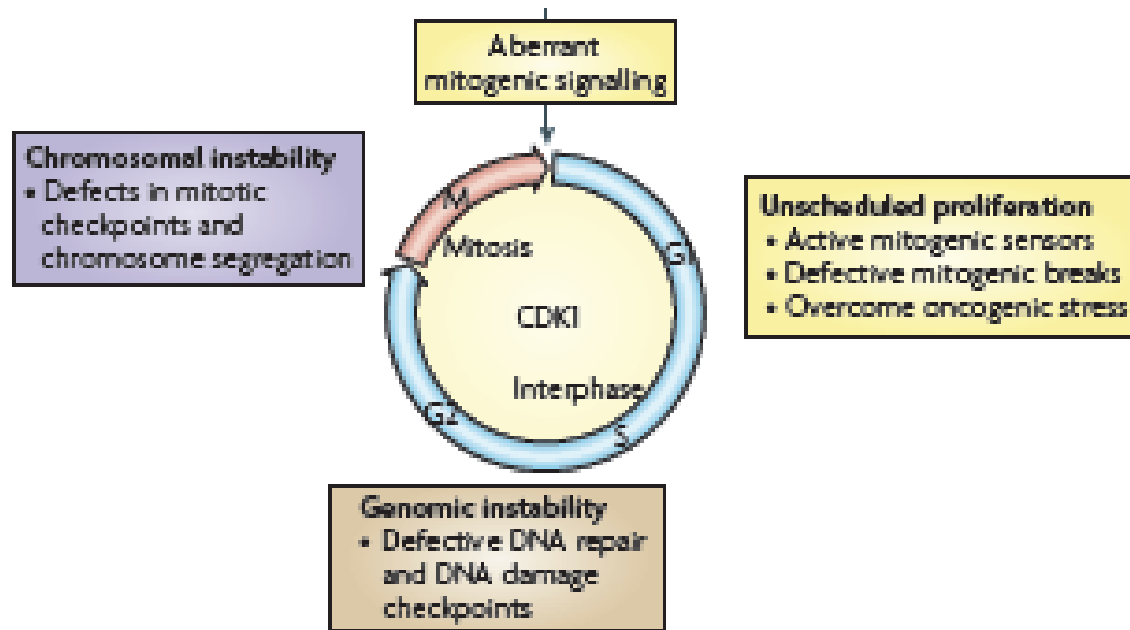 Aberrant
mitogenic signalling
Chromosomal instability
• Defects in mitotic
checkpoints and
chromosome segregation
Unscheduled proliferation
• Active mitogenic sensors
• Defective mitogenic breaks
• Overcome oncogenic stress
M
Mitosis
G1
CDK1
Interphase
G2
S
Genomic instability
• Defective DNA repair
and DNA damage
checkpoints